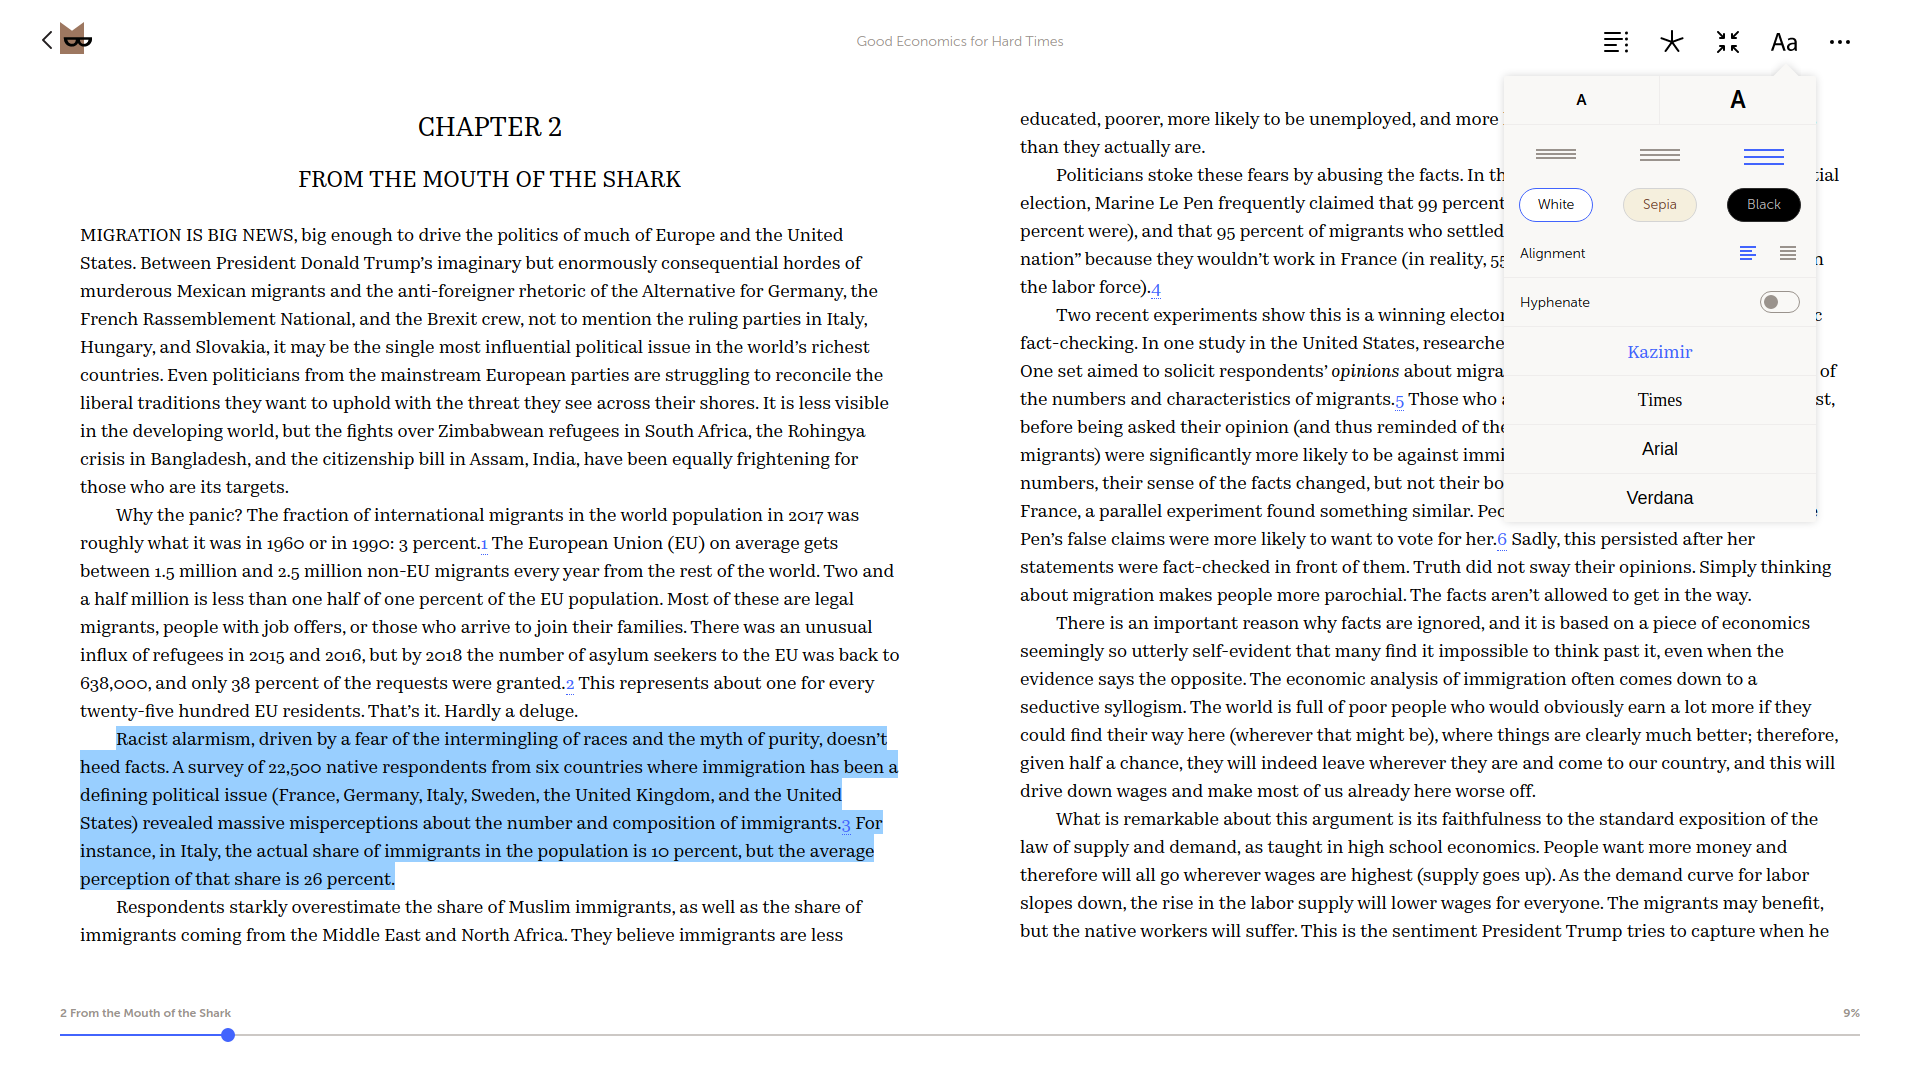 Good Economics for Hard Times
Aa
CHAPTER 2
FROM THE MOUTH OF THE SHARK
MIGRATION IS BIG NEWS, big enough to drive the politics of much of Europe and the United
States. Between President Donald Trump’s imaginary but enormously consequential hordes of
murderous Mexican migrants and the anti-foreigner rhetoric of the Alternative for Germany, the
French Rassemblement National, and the Brexit crew, not to mention the ruling parties in Italy,
Hungary, and Slovakia, it may be the single most influential political issue in the world’s richest
countries. Even politicians from the mainstream European parties are struggling to reconcile the
liberal traditions they want to uphold with the threat they see across their shores. It is less visible
in the developing world, but the fights over Zimbabwean refugees in South Africa, the Rohingya
crisis in Bangladesh, and the citizenship bill in Assam, India, have been equally frightening for
those who are its targets.
Why the panic? The fraction of international migrants in the world population in 2017 was
roughly what it was in 1960 or in 1990: 3 percent.1 The European Union (EU) on average gets
between 1.5 million and 2.5 million non-EU migrants every year from the rest of the world. Two and
a half million is less than one half of one percent of the EU population. Most of these are legal
migrants, people with job offers, or those who arrive to join their families. There was an unusual
influx of refugees in 2015 and 2016, but by 2018 the number of asylum seekers to the EU was back to
638,000, and only 38 percent of the requests were granted.2 This represents about one for every
twenty-five hundred EU residents. That’s it. Hardly a deluge.
Racist alarmism, driven by a fear of the intermingling of races and the myth of purity, doesn’t
heed facts. A survey of 22,500 native respondents from six countries where immigration has been a
defining political issue (France, Germany, Italy, Sweden, the United Kingdom, and the United
States) revealed massive misperceptions about the number and composition of immigrants.3 For
instance, in Italy, the actual share of immigrants in the population is 10 percent, but the average
perception of that share is 26 percent.
Respondents starkly overestimate the share of Muslim immigrants, as well as the share of
immigrants coming from the Middle East and North Africa. They believe immigrants are less
educated, poorer, more likely to be unemployed, and more
than they actually are.
Politicians stoke these fears by abusing the facts. In
election, Marine Le Pen frequently claimed that 99 percent
percent were), and that 95 percent of migrants who settled
nation” because they wouldn’t work in France (in reality, 55
the labor force).4
Two recent experiments show this is a winning
fact-checking. In one study in the United States,
One set aimed to solicit respondents’ opinions about of
the numbers and characteristics of migrants.5 Those who
before being asked their opinion (and thus reminded of
migrants) were significantly more likely to be against
numbers, their sense of the facts changed, but not their
France, a parallel experiment found something similar.
Pen’s false claims were more likely to want to vote for her.6 Sadly, this persisted after her
statements were fact-checked in front of them. Truth did not sway their opinions. Simply thinking
about migration makes people more parochial. The facts aren’t allowed to get in the way.
There is an important reason why facts are ignored, and it is based on a piece of economics
seemingly so utterly self-evident that many find it impossible to think past it, even when the
evidence says the opposite. The economic analysis of immigration often comes down to a
seductive syllogism. The world is full of poor people who would obviously earn a lot more if they
could find their way here (wherever that might be), where things are clearly much better; therefore,
given half a chance, they will indeed leave wherever they are and come to our country, and this will
drive down wages and make most of us already here worse off.
What is remarkable about this argument is its faithfulness to the standard exposition of the
law of supply and demand, as taught in high school economics. People want more money and
therefore will all go wherever wages are highest (supply goes up). As the demand curve for labor
slopes down, the rise in the labor supply will lower wages for everyone. The migrants may benefit,
but the native workers will suffer. This is the sentiment President Trump tries to capture when he
A A
White Sepia Black
Alignment
Hyphenate
Kazimir
Times
Arial
Verdana
2 From the Mouth of the Shark
9%